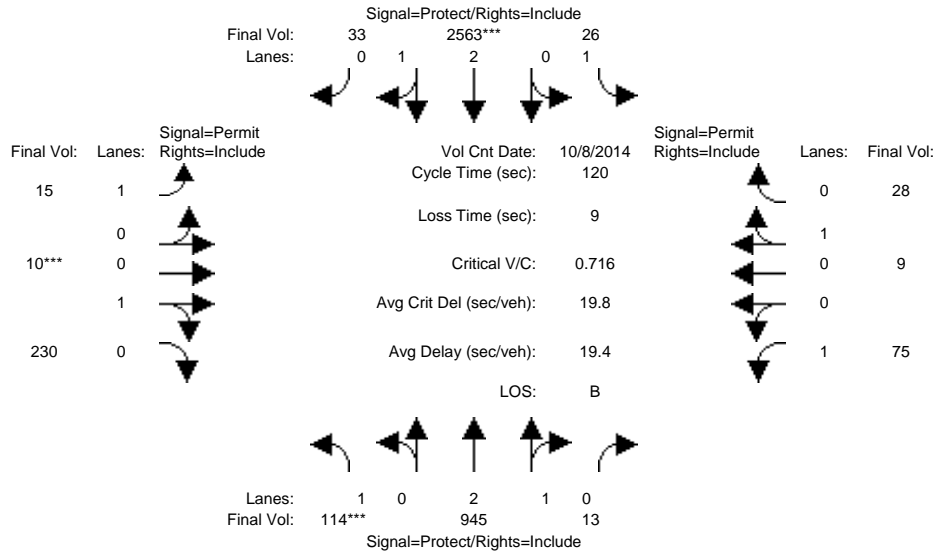 Signal=Protect/Rights=Include
Final Vol: 33 2563*** 26
Lanes: 0 1 2 0 1
Signal=Permit Signal=Permit
Final Vol: Lanes: Rights=Include Vol Cnt Date: 10/8/2014 Rights=Include Lanes: Final Vol:
Cycle Time (sec): 120
15 1 0 28
Loss Time (sec): 9
0 1
10*** 0 Critical V/C: 0.716 0 9
1 Avg Crit Del (sec/veh): 19.8 0
230 0 Avg Delay (sec/veh): 19.4 1 75
LOS: B
Lanes: 1 0 2 1 0
Final Vol: 114*** 945 13
Signal=Protect/Rights=Include